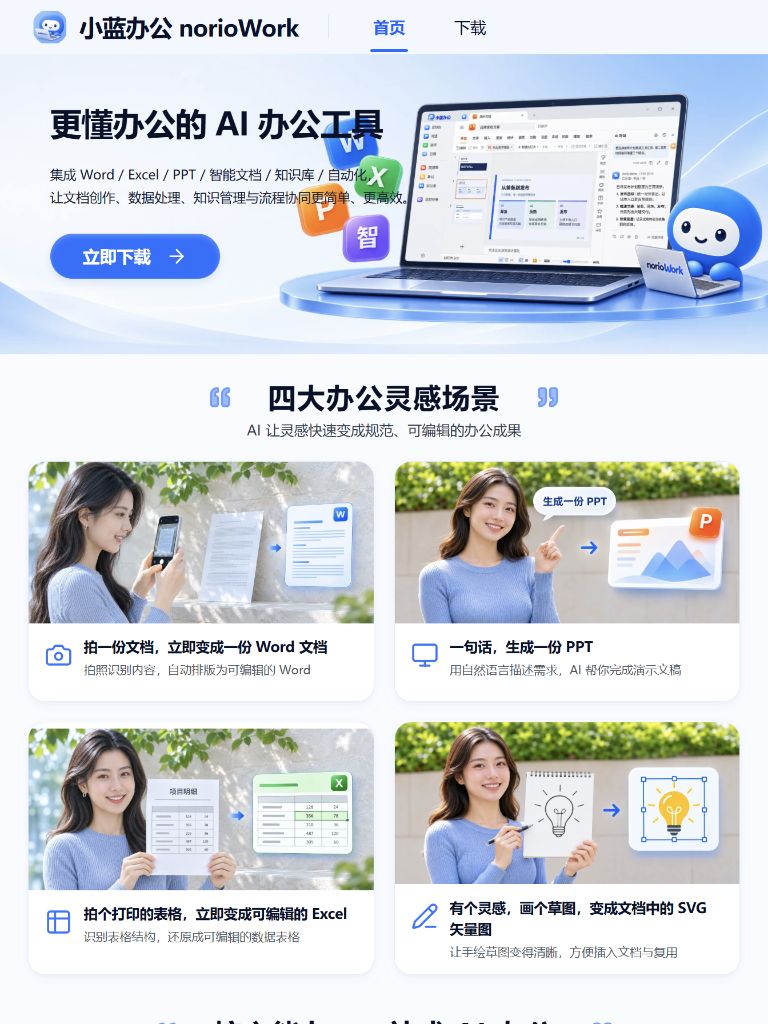 小蓝办公 norioWork
首页
下载
更懂办公的 AI 办公工具
集成 Word / Excel / PPT / 智能文档 / 知识库 / 自动化，
让文档创作、数据处理、知识管理与流程协同更简单、更高效。
立即下载 →
W
X
P
智
小蓝办公
norioWork
四大办公灵感场景
AI 让灵感快速变成规范、可编辑的办公成果
W
生成一份 PPT
P
拍一份文档，立即变成一份 Word 文档
拍照识别内容，自动排版为可编辑的 Word
一句话，生成一份 PPT
用自然语言描述需求，AI 帮你完成演示文稿
项目明细
X
拍个打印的表格，立即变成可编辑的 Excel
识别表格结构，还原成可编辑的数据表格
有个灵感，画个草图，变成文档中的 SVG
矢量图
让手绘草图变得清晰，方便插入文档与复用